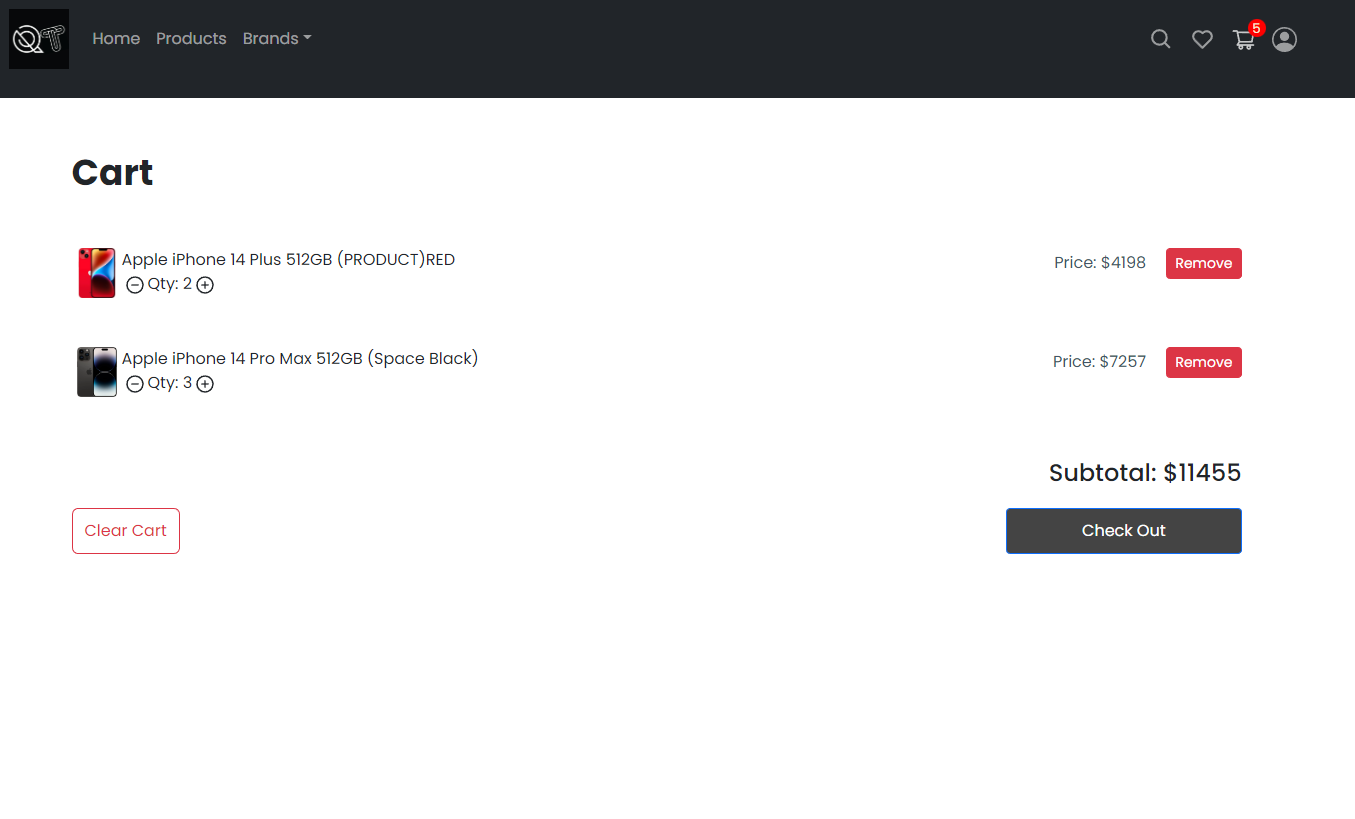 QT
Home Products Brands
5
Cart
Apple iPhone 14 Plus 512GB (PRODUCT)RED
Qty: 2
Price: $4198
Remove
Apple iPhone 14 Pro Max 512GB (Space Black)
Qty: 3
Price: $7257
Remove
Subtotal: $11455
Clear Cart
Check Out